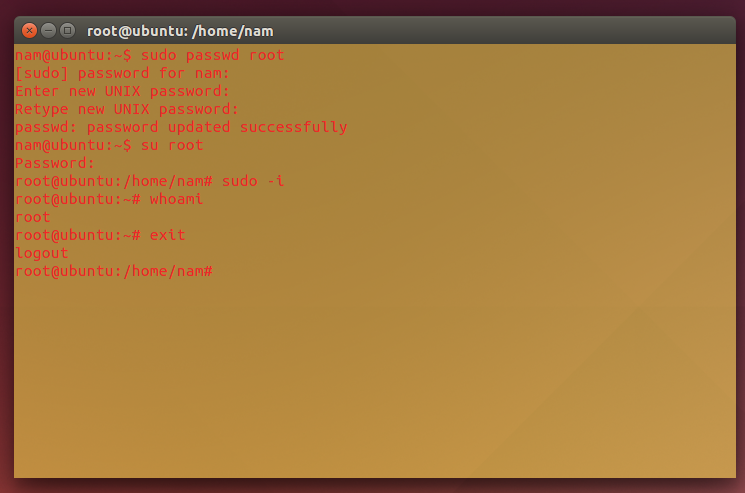 root@ubuntu: /home/nam
nam@ubuntu:~$ sudo passwd root
[sudo] password for nam:
Enter new UNIX password:
Retype new UNIX password:
passwd: password updated successfully
nam@ubuntu:~$ su root
Password:
root@ubuntu:/home/nam# sudo -i
root@ubuntu:~# whoami
root
root@ubuntu:~# exit
logout
root@ubuntu:/home/nam#